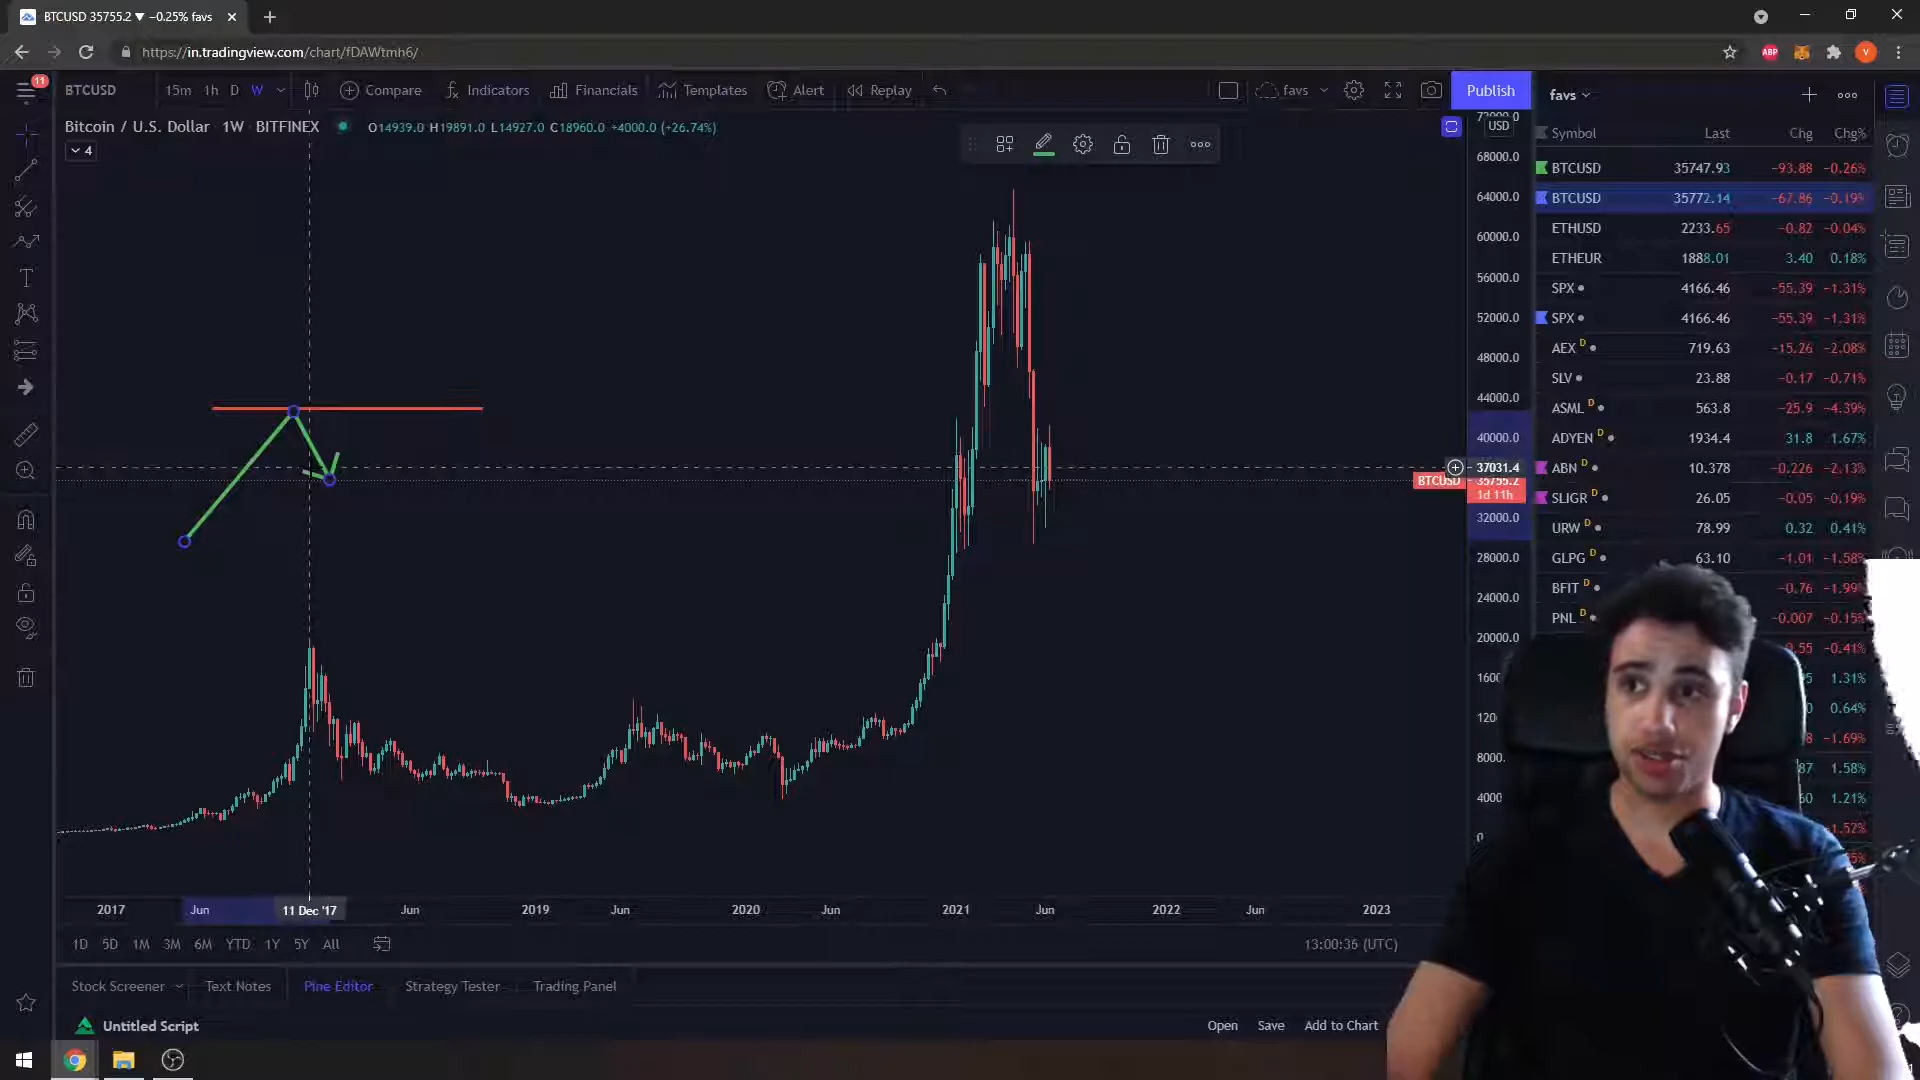 BTCUSD 35755.2 ▼ −0.25% favs
https://in.tradingview.com/chart/fDAWtmh6/
ABP
V
11
BTCUSD 15m 1h D W Compare Indicators Financials Templates Alert Replay favs Publish
favs
Bitcoin / U.S. Dollar 1W BITFINEX O14939.0 H19891.0 L14927.0 C18960.0 +4000.0 (+26.74%)
4
USD
Symbol Last Chg Chg%
BTCUSD 35747.93 −93.88 −0.26%
BTCUSD 35772.14 −67.86 −0.19%
ETHUSD 2233.65 −0.82 −0.04%
ETHEUR 1888.01 3.40 0.18%
SPX 4166.46 −55.39 −1.31%
SPX 4166.46 −55.39 −1.31%
AEX D 719.63 −15.26 −2.08%
SLV 23.88 −0.17 −0.71%
ASML D 563.8 −25.9 −4.39%
ADYEN D 1934.4 31.8 1.67%
ABN D 10.378 −0.226 −2.13%
SLIGR D 26.05 −0.05 −0.19%
URW D 78.99 0.32 0.41%
GLPG D 63.10 −1.01 −1.58%
BFIT D −0.76 −1.99%
PNL D −0.007 −0.15%
−0.41%
1.31%
0.64%
−1.69%
1.58%
1.21%
72000.0
68000.0
64000.0
60000.0
56000.0
52000.0
48000.0
44000.0
40000.0
37031.4
BTCUSD 35755.2
1d 11h
32000.0
28000.0
24000.0
20000.0
8000.
4000
0
2017 Jun 11 Dec '17 Jun 2019 Jun 2020 Jun 2021 Jun 2022 Jun 2023
1D 5D 1M 3M 6M YTD 1Y 5Y All 13:00:36 (UTC)
Stock Screener Text Notes Pine Editor Strategy Tester Trading Panel
Untitled Script Open Save Add to Chart